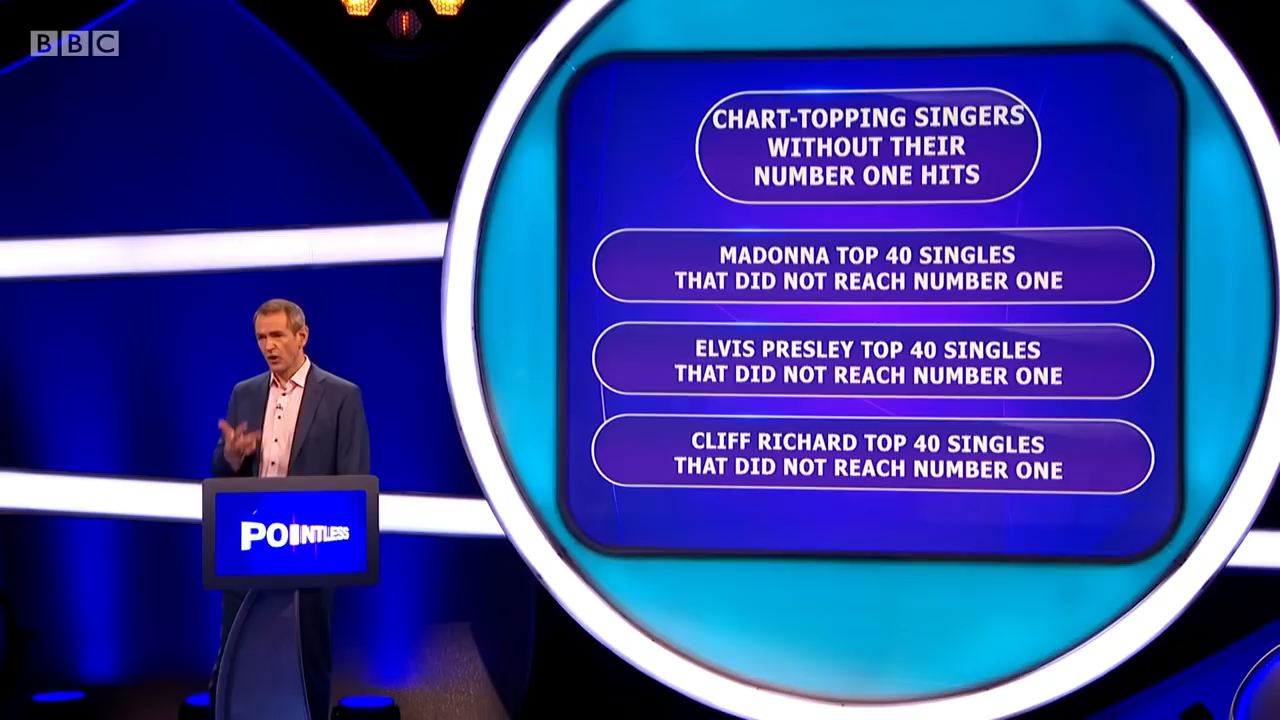 BBC
CHART-TOPPING SINGERS
WITHOUT THEIR
NUMBER ONE HITS
MADONNA TOP 40 SINGLES
THAT DID NOT REACH NUMBER ONE
ELVIS PRESLEY TOP 40 SINGLES
THAT DID NOT REACH NUMBER ONE
CLIFF RICHARD TOP 40 SINGLES
THAT DID NOT REACH NUMBER ONE
POINTLESS